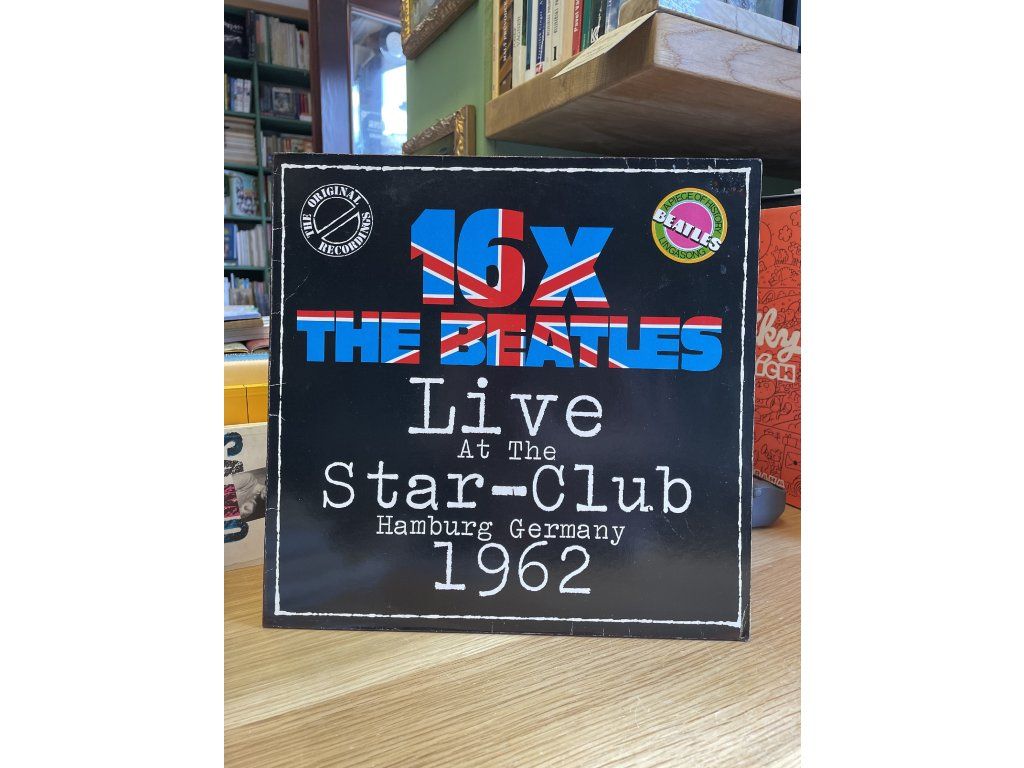 THE ORIGINAL
RECORDINGS
A PIECE OF HISTORY
BEATLES
LINGASONG
16X
THE BEATLES
Live
At The
Star-Club
Hamburg Germany
1962